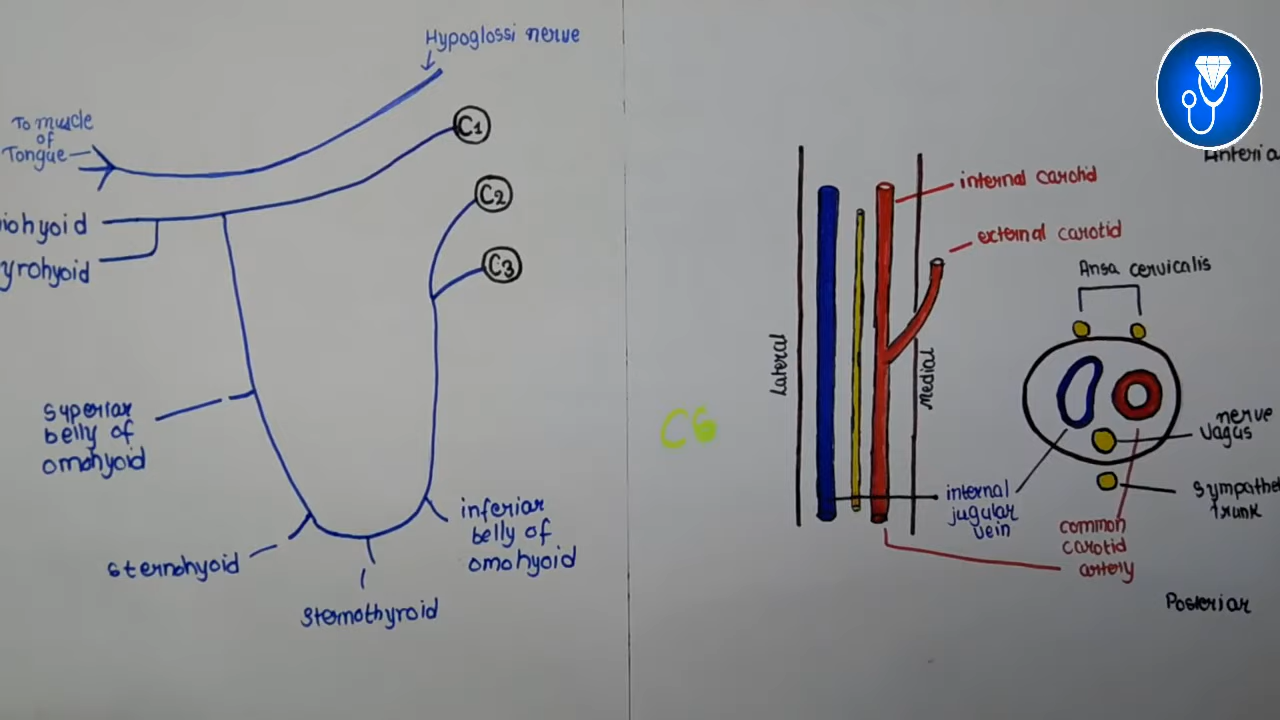 Hypoglossi nerve
To muscle
of
Tongue
C1
C2
C3
iohyoid
yrohyoid
superiar
belly of
omohyoid
sternohyoid
sternothyroid
inferiar
belly of
omohyoid
C6
Lateral
Medial
internal carotid
external carotid
internal
jugular
vein
common
carotid
artery
Anteria
Ansa cervicalis
nerve
Vagus
sympathe
trunk
Posteriar